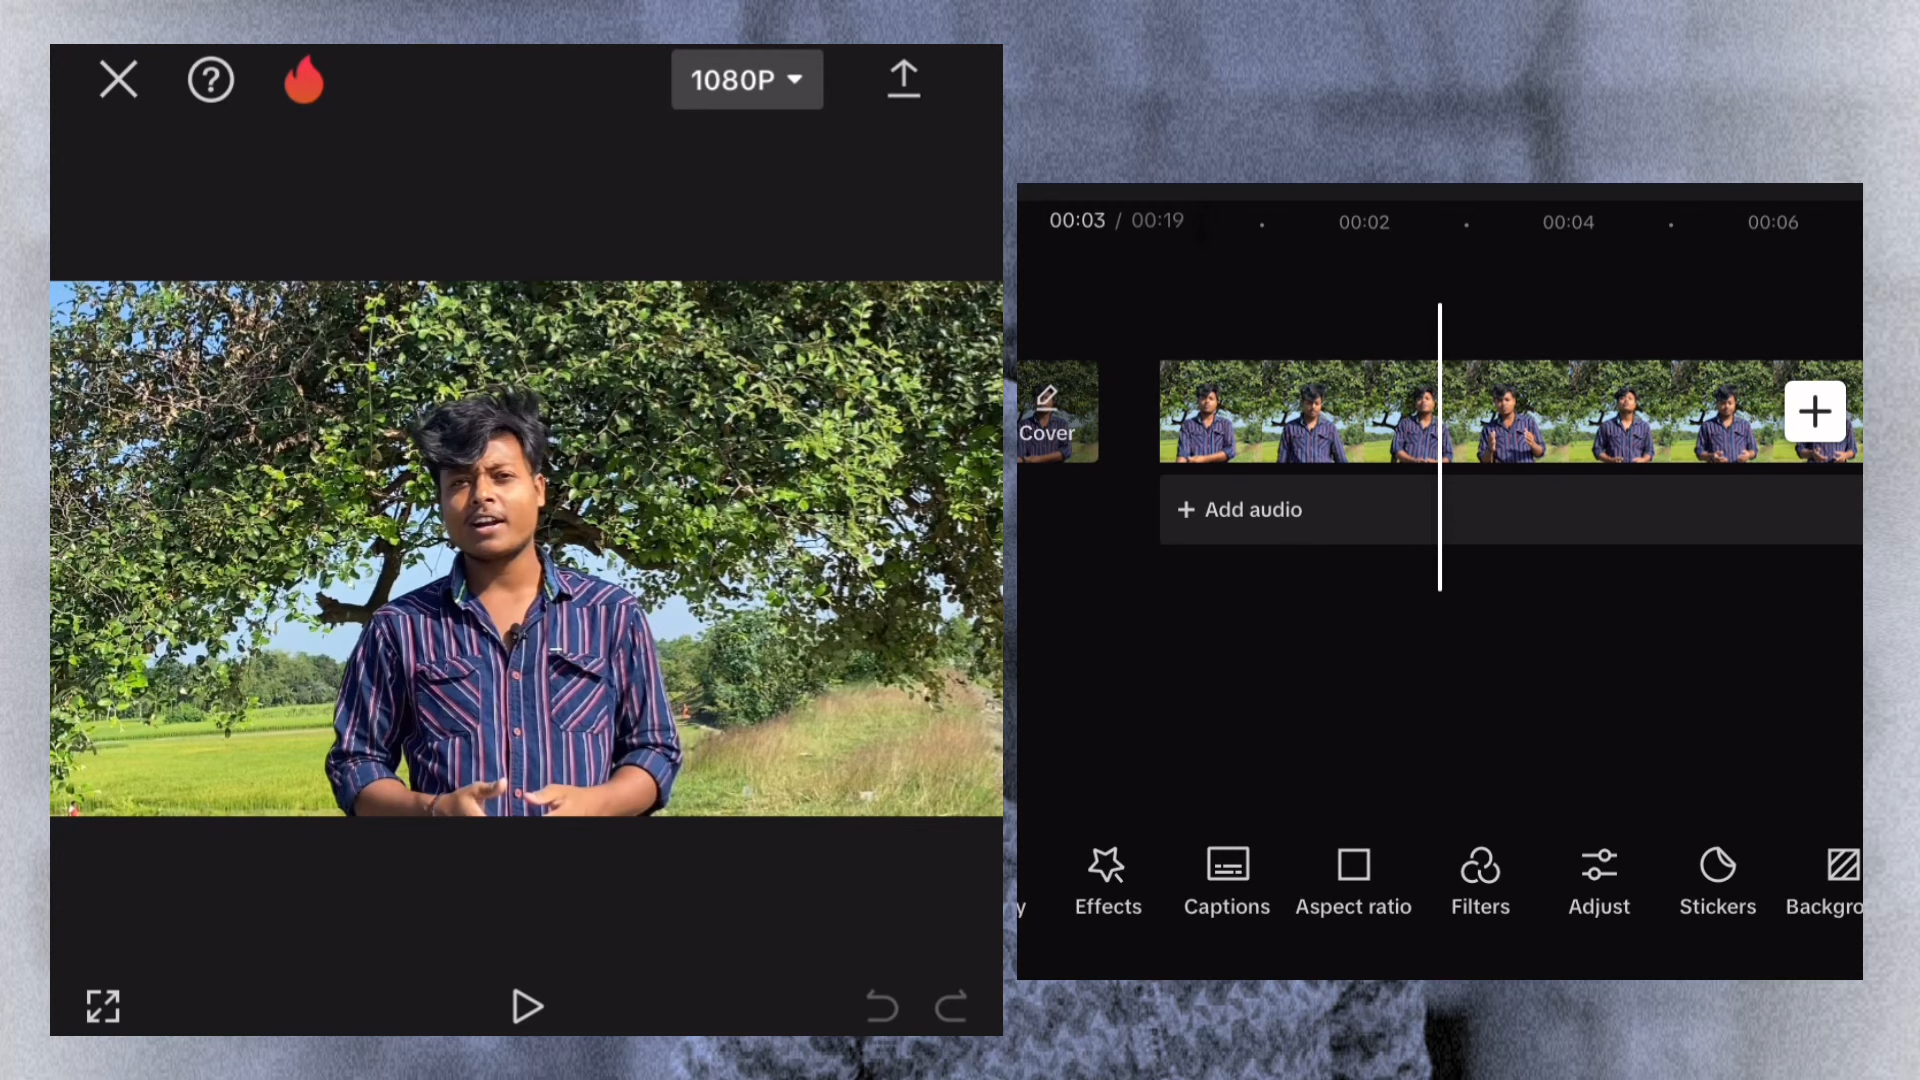 1080P
00:03 / 00:19
00:02
00:04
00:06
Cover
+ Add audio
y
Effects
Captions
Aspect ratio
Filters
Adjust
Stickers
Backgro